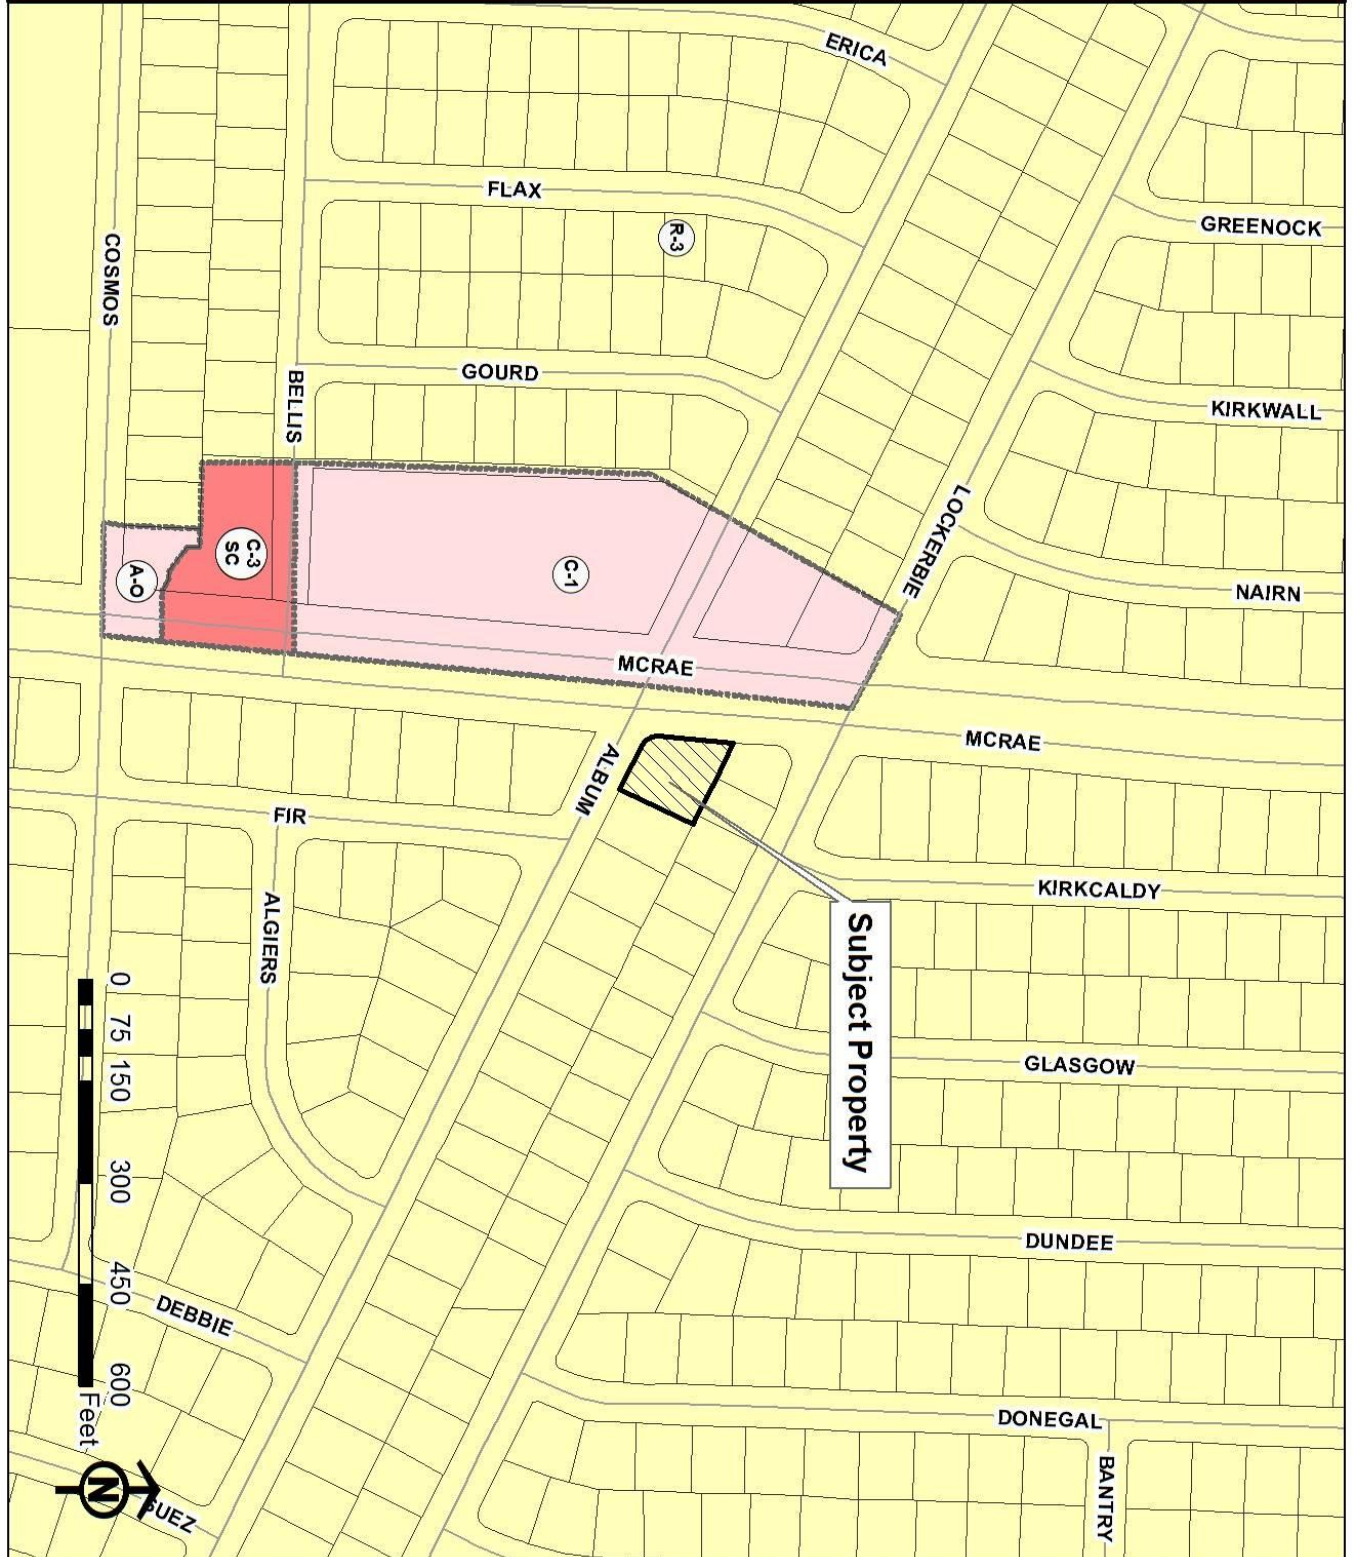 ERICA
FLAX
R-3
GREENOCK
COSMOS
GOURD
BELLIS
KIRKWALL
LOCKERBIE
C-3
SC
A-O
C-1
NAIRN
MCRAE
MCRAE
ALBUM
FIR
KIRKCALDY
ALGIERS
Subject Property
GLASGOW
DUNDEE
DEBBIE
DONEGAL
BANTRY
0 75 150 300 450 600
Feet
N
SUEZ